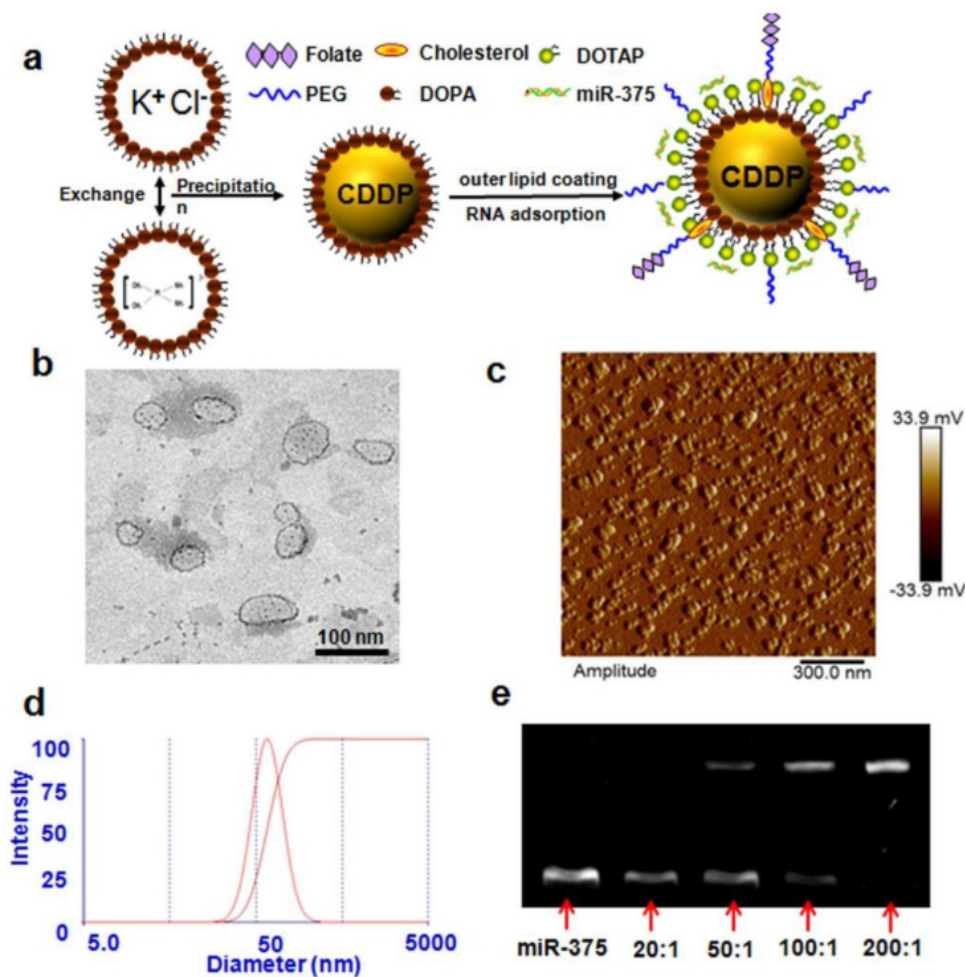 a
K⁺ Cl⁻
Folate
Cholesterol
DOTAP
PEG
DOPA
miR-375
Exchange
Precipitatio
n
CDDP
outer lipid coating
RNA adsorption
CDDP
b
100 nm
c
33.9 mV
-33.9 mV
Amplitude
300.0 nm
d
Intensity
100
75
50
25
0
5.0
50
5000
Diameter (nm)
e
miR-375
20:1
50:1
100:1
200:1